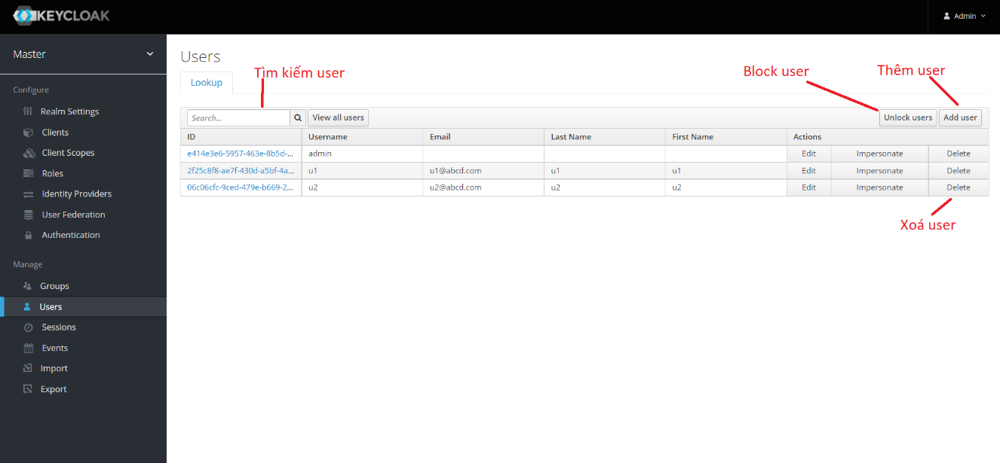 KEYCLOAK
Admin
Master
Configure
Realm Settings
Clients
Client Scopes
Roles
Identity Providers
User Federation
Authentication
Manage
Groups
Users
Sessions
Events
Import
Export
Users
Lookup
Tìm kiếm user
Block user
Thêm user
Search...
View all users
Unlock users
Add user
ID Username Email Last Name First Name Actions
e414e3e6-5957-463e-8b5d-... admin Edit Impersonate Delete
2f25c8f8-ae7f-430d-a5bf-4a... u1 u1@abcd.com u1 u1 Edit Impersonate Delete
06c06cfc-9ced-479e-b669-2... u2 u2@abcd.com u2 u2 Edit Impersonate Delete
Xoá user